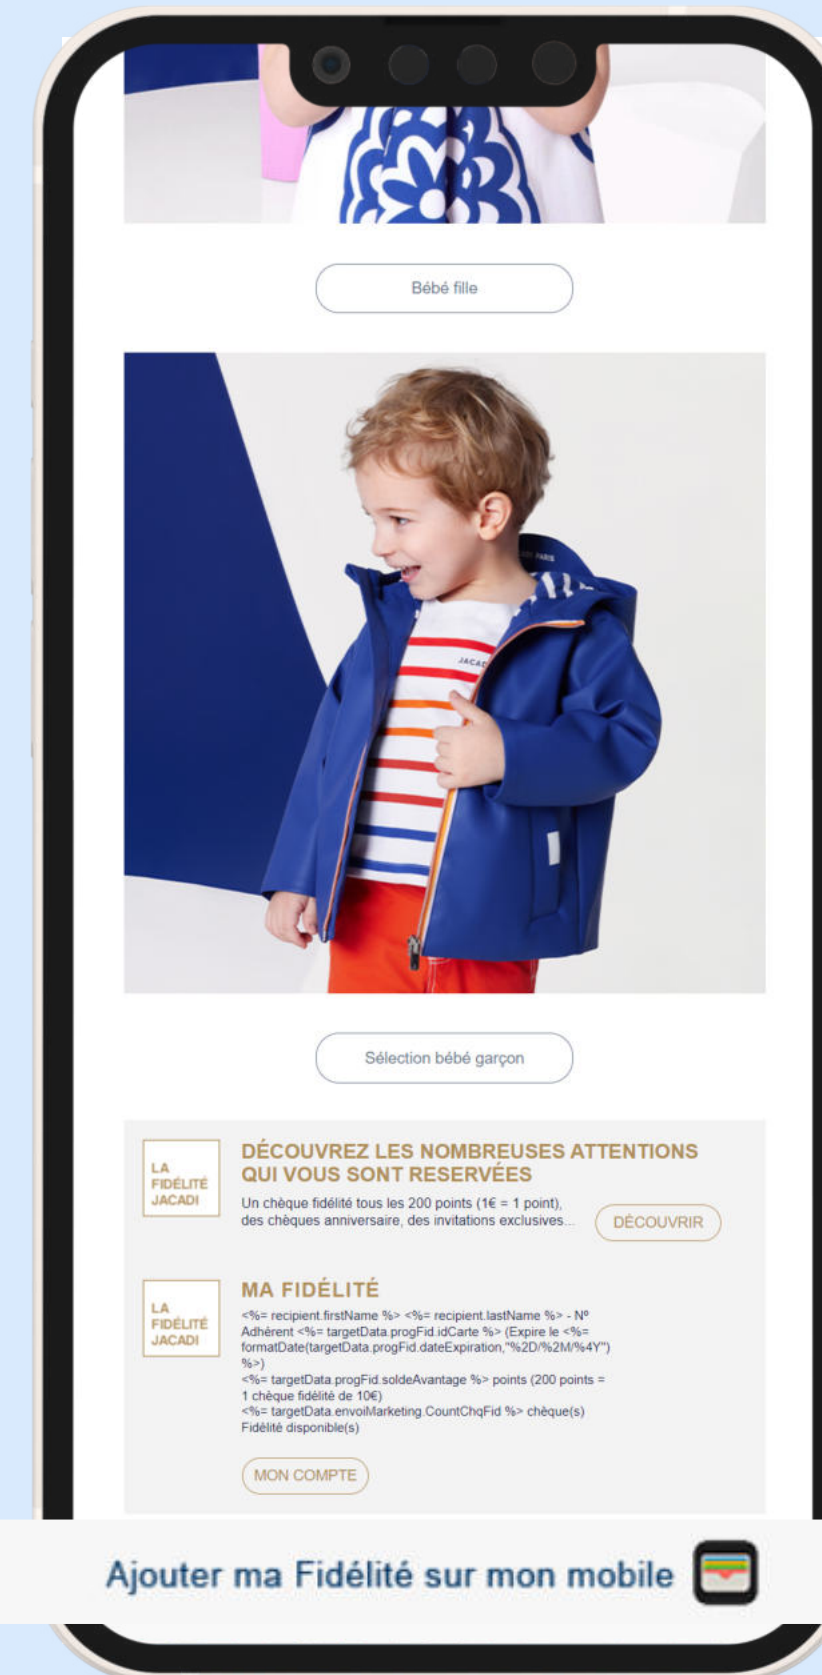 Bébé fille
PARIS
JACADI
Sélection bébé garçon
LA
FIDÉLITÉ
JACADI
DÉCOUVREZ LES NOMBREUSES ATTENTIONS
QUI VOUS SONT RESERVÉES
Un chèque fidélité tous les 200 points (1€ = 1 point),
des chèques anniversaire, des invitations exclusives...
DÉCOUVRIR
LA
FIDÉLITÉ
JACADI
MA FIDÉLITÉ
<%= recipient.firstName %> <%= recipient.lastName %> - Nº
Adhérent <%= targetData.progFid.idCarte %> (Expire le <%=
formatDate(targetData.progFid.dateExpiration,"%2D/%2M/%4Y")
%>)
<%= targetData.progFid.soldeAvantage %> points (200 points =
1 chèque fidélité de 10€)
<%= targetData.envoiMarketing.CountChqFid %> chèque(s)
Fidélité disponible(s)
MON COMPTE
Ajouter ma Fidélité sur mon mobile